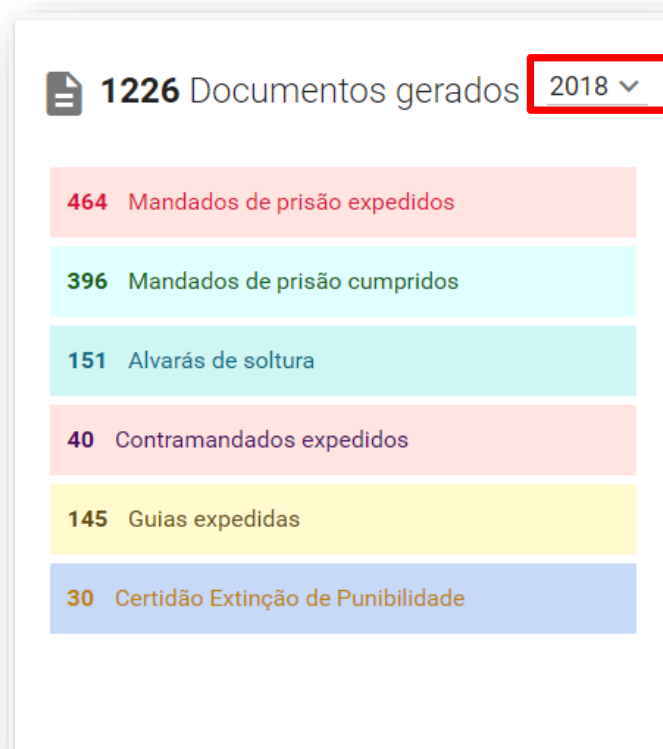 1226 Documentos gerados 2018
464 Mandados de prisão expedidos
396 Mandados de prisão cumpridos
151 Alvarás de soltura
40 Contramandados expedidos
145 Guias expedidas
30 Certidão Extinção de Punibilidade